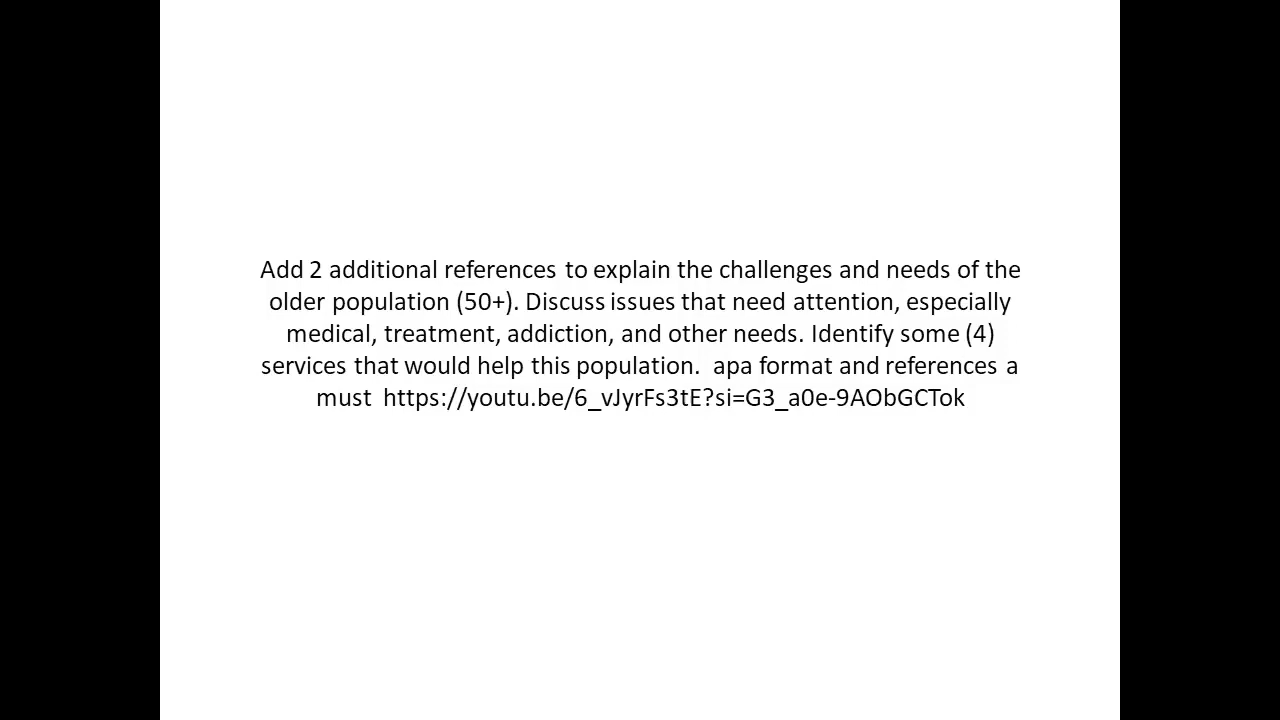 Add 2 additional references to explain the challenges and needs of the
older population (50+). Discuss issues that need attention, especially
medical, treatment, addiction, and other needs. Identify some (4)
services that would help this population.  apa format and references a
must  https://youtu.be/6_vJyrFs3tE?si=G3_a0e-9AObGCTok